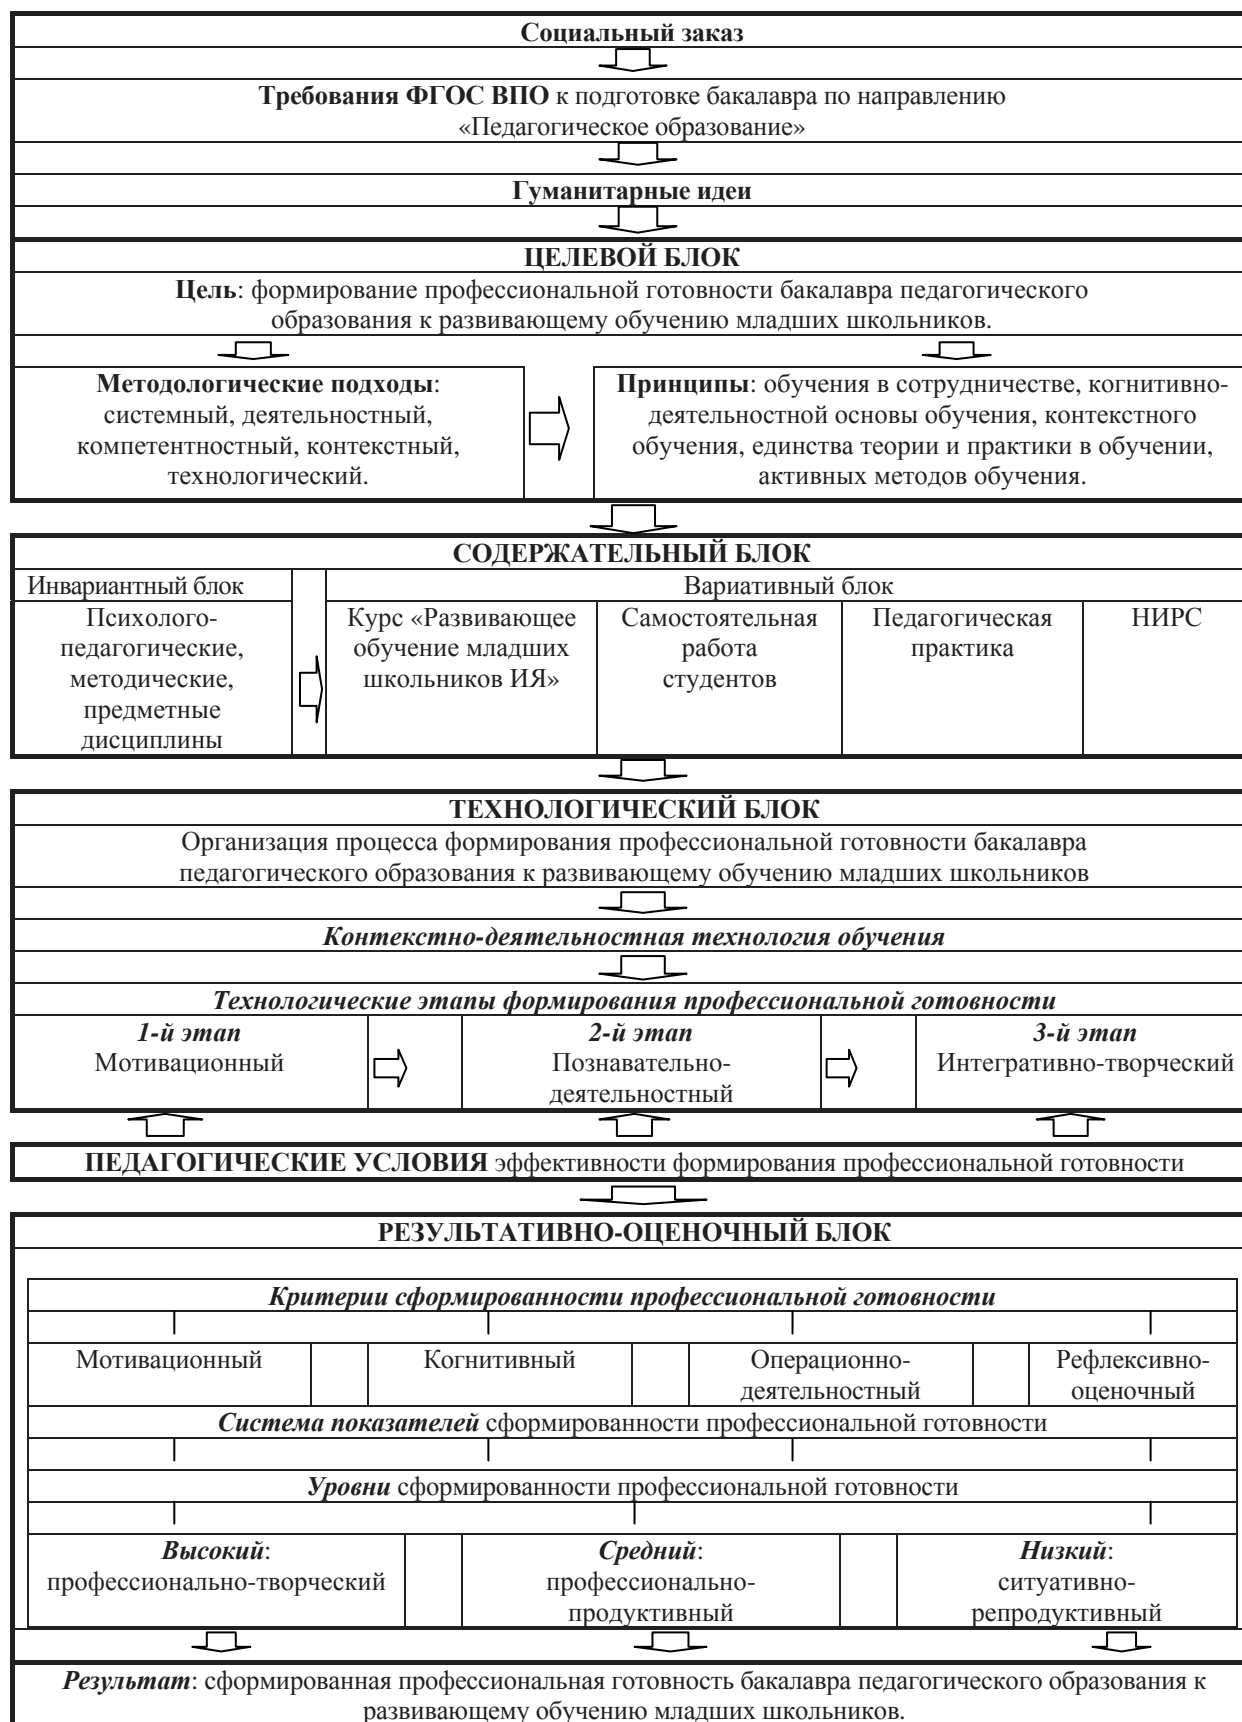 Социальный заказ
Требования ФГОС ВПО к подготовке бакалавра по направлению
«Педагогическое образование»
Гуманитарные идеи
ЦЕЛЕВОЙ БЛОК
Цель: формирование профессиональной готовности бакалавра педагогического
образования к развивающему обучению младших школьников.
Методологические подходы:
системный, деятельностный,
компетентностный, контекстный,
технологический.
Принципы: обучения в сотрудничестве, когнитивно-
деятельностной основы обучения, контекстного
обучения, единства теории и практики в обучении,
активных методов обучения.
СОДЕРЖАТЕЛЬНЫЙ БЛОК
Инвариантный блок
Вариативный блок
Психолого-
педагогические,
методические,
предметные
дисциплины
Курс «Развивающее
обучение младших
школьников ИЯ»
Самостоятельная
работа
студентов
Педагогическая
практика
НИРС
ТЕХНОЛОГИЧЕСКИЙ БЛОК
Организация процесса формирования профессиональной готовности бакалавра
педагогического образования к развивающему обучению младших школьников
Контекстно-деятельностная технология обучения
Технологические этапы формирования профессиональной готовности
1-й этап
Мотивационный
2-й этап
Познавательно-
деятельностный
3-й этап
Интегративно-творческий
ПЕДАГОГИЧЕСКИЕ УСЛОВИЯ эффективности формирования профессиональной готовности
РЕЗУЛЬТАТИВНО-ОЦЕНОЧНЫЙ БЛОК
Критерии сформированности профессиональной готовности
Мотивационный
Когнитивный
Операционно-
деятельностный
Рефлексивно-
оценочный
Система показателей сформированности профессиональной готовности
Уровни сформированности профессиональной готовности
Высокий:
профессионально-творческий
Средний:
профессионально-
продуктивный
Низкий:
ситуативно-
репродуктивный
Результат: сформированная профессиональная готовность бакалавра педагогического образования к
развивающему обучению младших школьников.